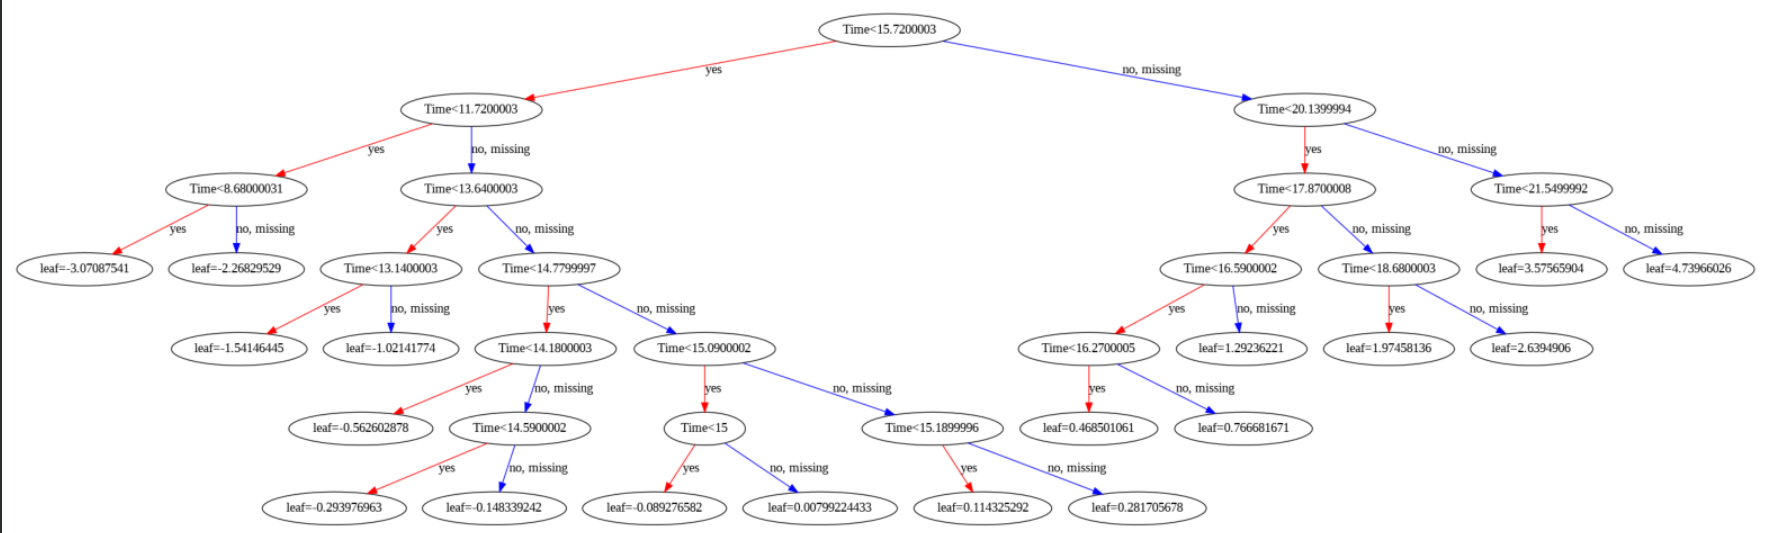 Time<15.7200003
yes
no, missing
Time<11.7200003
Time<20.1399994
yes
no, missing
yes
no, missing
Time<8.68000031
Time<13.6400003
Time<17.8700008
Time<21.5499992
yes
no, missing
yes
no, missing
yes
no, missing
yes
no, missing
leaf=-3.07087541
leaf=-2.26829529
Time<13.1400003
Time<14.7799997
Time<16.5900002
Time<18.6800003
leaf=3.57565904
leaf=4.73966026
yes
no, missing
yes
no, missing
yes
no, missing
yes
no, missing
leaf=-1.54146445
leaf=-1.02141774
Time<14.1800003
Time<15.0900002
Time<16.2700005
leaf=1.29236221
leaf=1.97458136
leaf=2.6394906
yes
no, missing
yes
no, missing
yes
no, missing
leaf=-0.562602878
Time<14.5900002
Time<15
Time<15.1899996
leaf=0.468501061
leaf=0.766681671
yes
no, missing
yes
no, missing
yes
no, missing
leaf=-0.293976963
leaf=-0.148339242
leaf=-0.089276582
leaf=0.00799224433
leaf=0.114325292
leaf=0.281705678